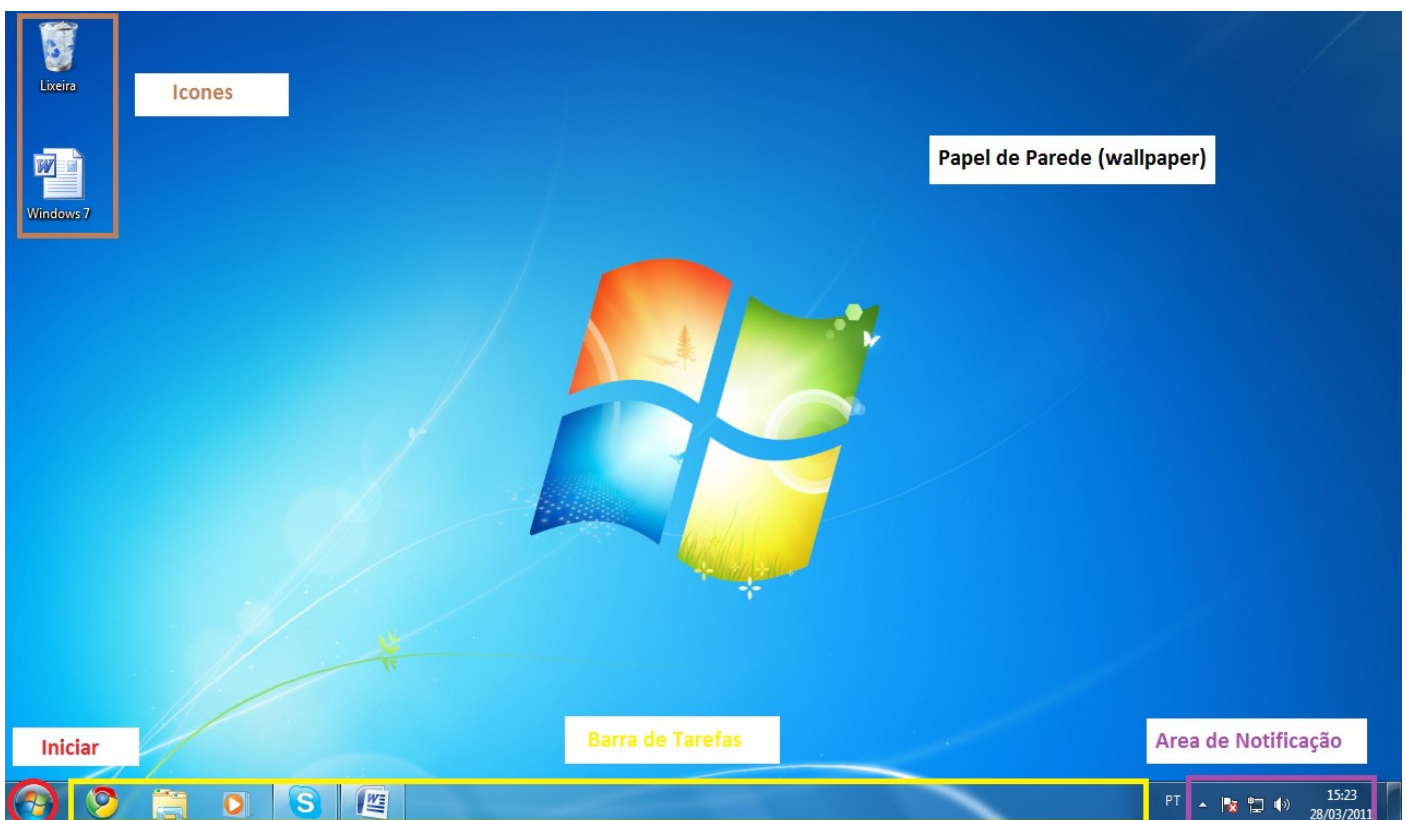 Lixeira
Icones
Papel de Parede (wallpaper)
W
Windows 7
Iniciar
Barra de Tarefas
Area de Notificação
S
W
PT
15:23
28/03/2011